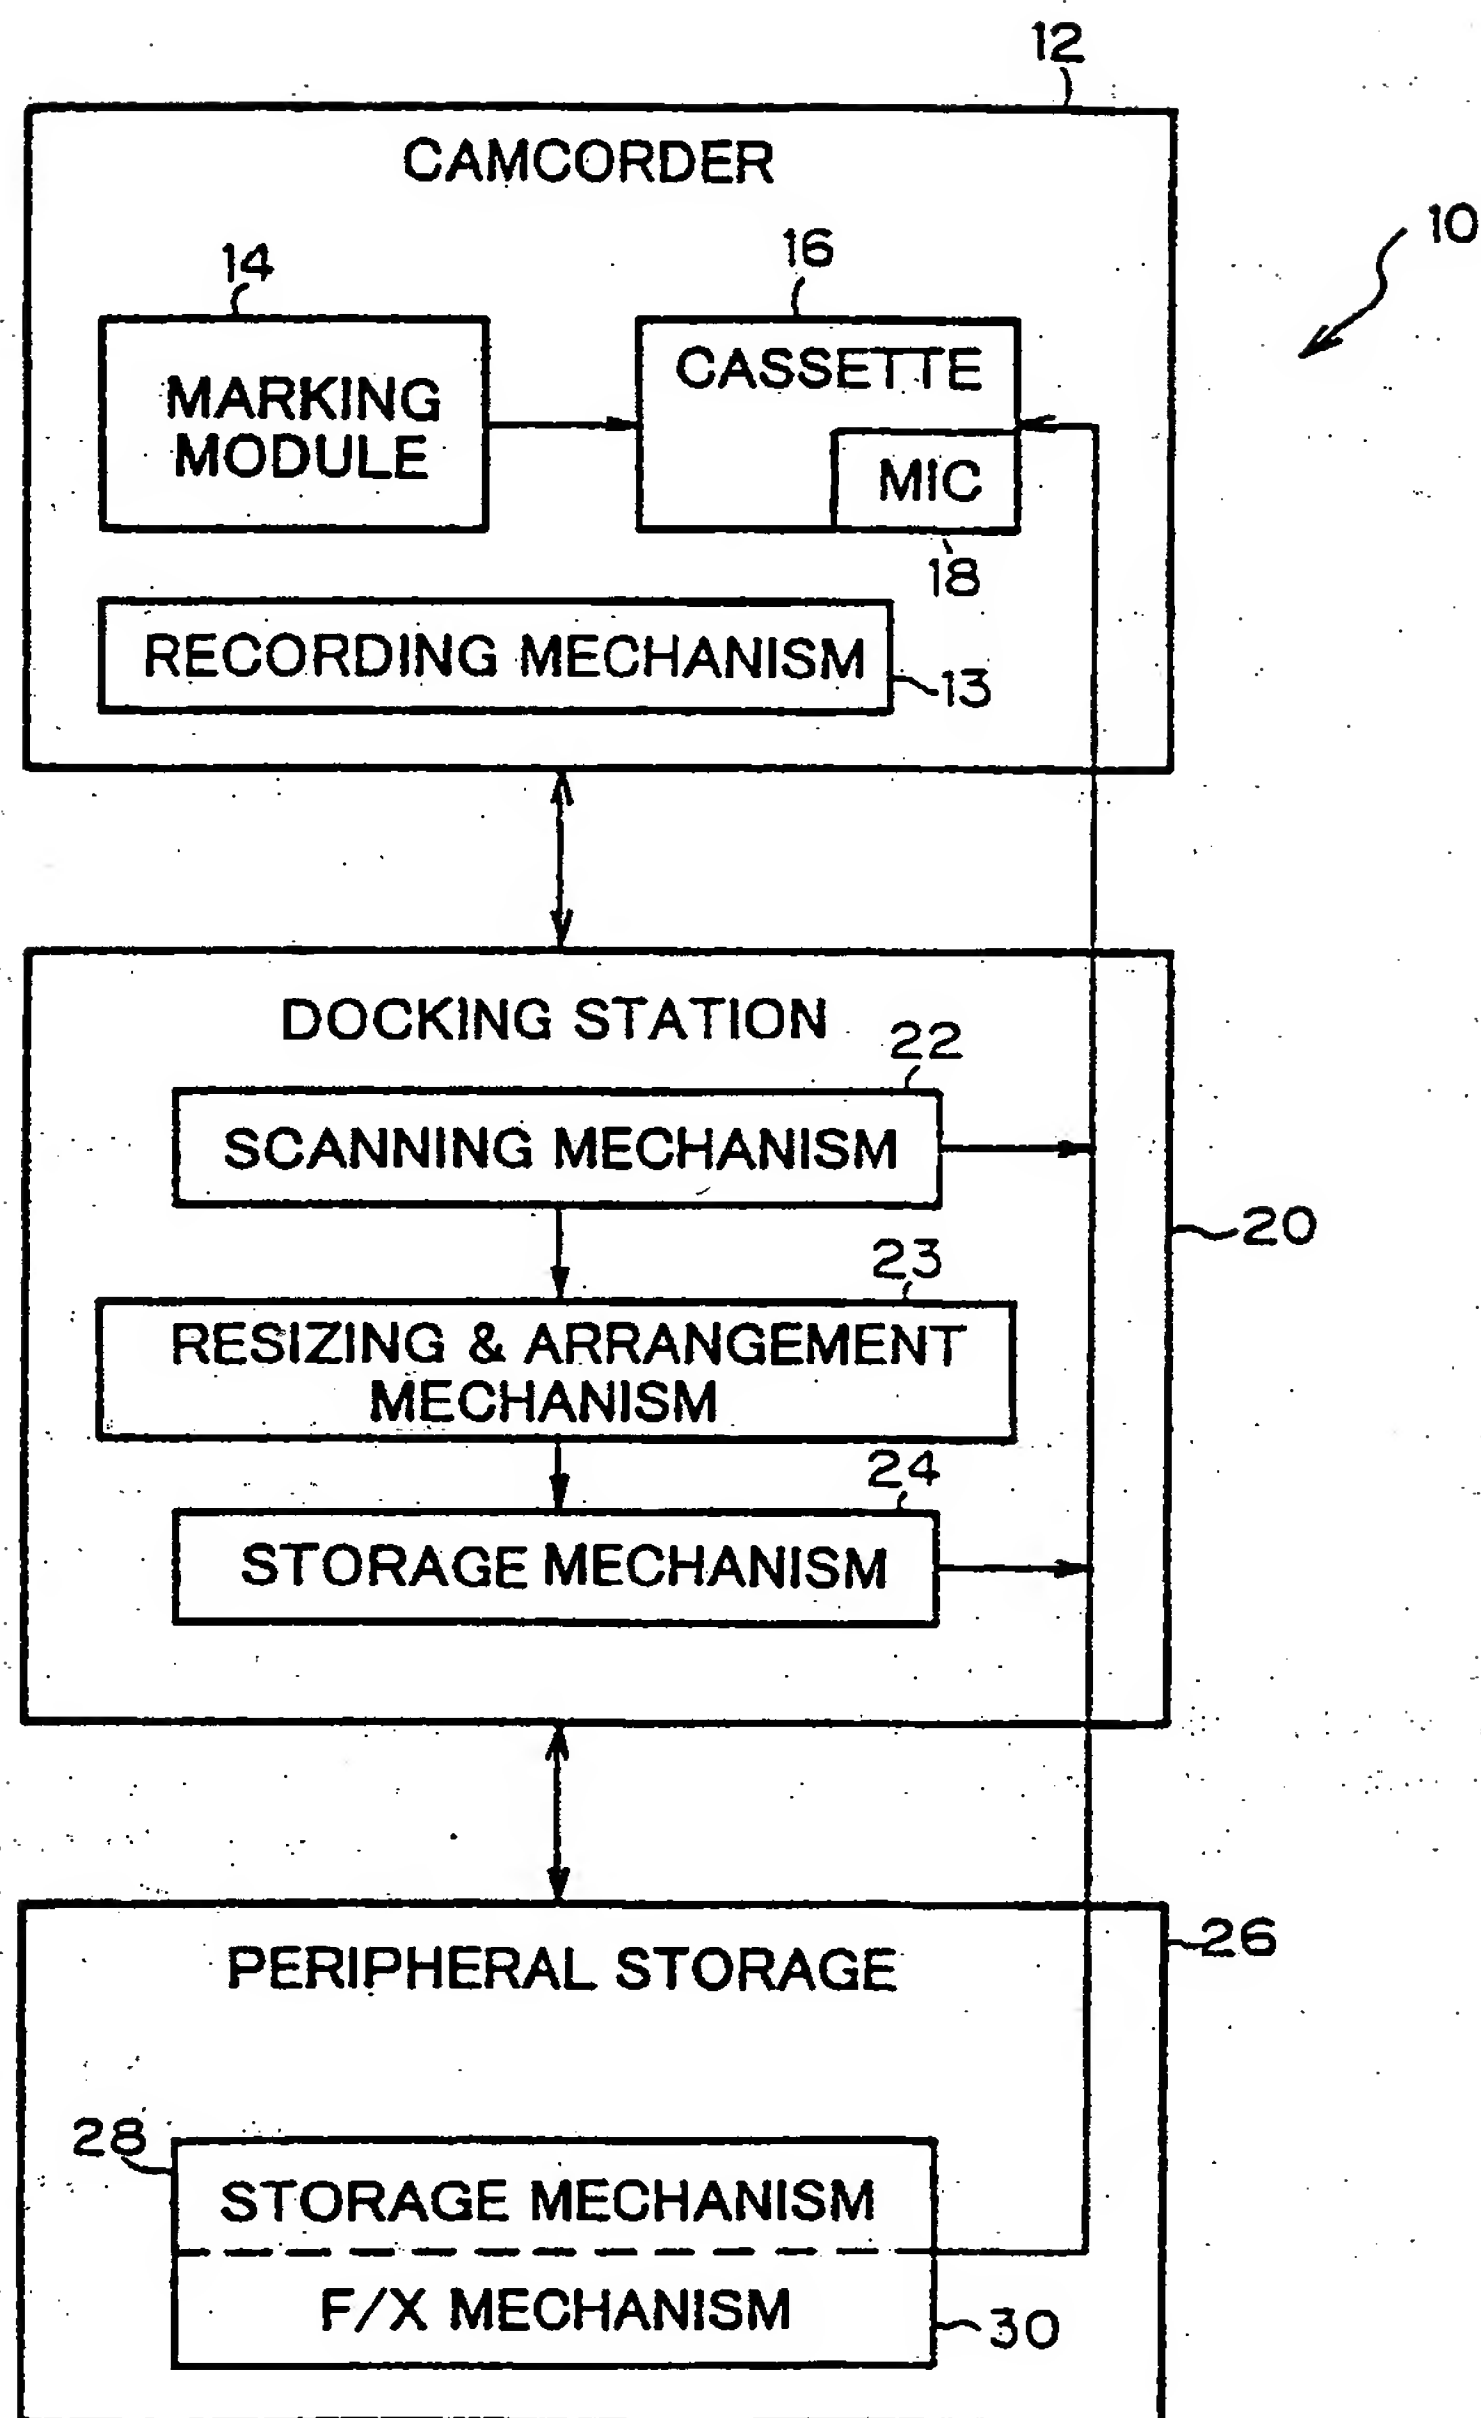 12
CAMCORDER
10
14
16
MARKING
MODULE
CASSETTE
MIC
18
RECORDING MECHANISM
13
DOCKING STATION
22
SCANNING MECHANISM
20
23
RESIZING & ARRANGEMENT
MECHANISM
24
STORAGE MECHANISM
26
PERIPHERAL STORAGE
28
STORAGE MECHANISM
F/X MECHANISM
30